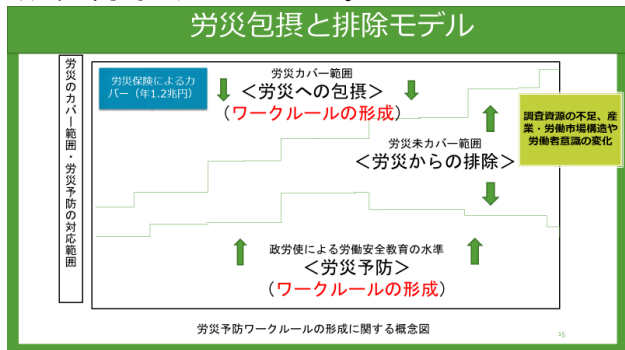 労災包摂と排除モデル
労災のカバー範囲・労災予防の対応範囲
労災保険によるカ
バー（年1.2兆円）
労災カバー範囲
＜労災への包摂＞
（ワークルールの形成）
調査資源の不足、産
業・労働市場構造や
労働者意識の変化
労災未カバー範囲
＜労災からの排除＞
政労使による労働安全教育の水準
＜労災予防＞
（ワークルールの形成）
労災予防ワークルールの形成に関する概念図
15